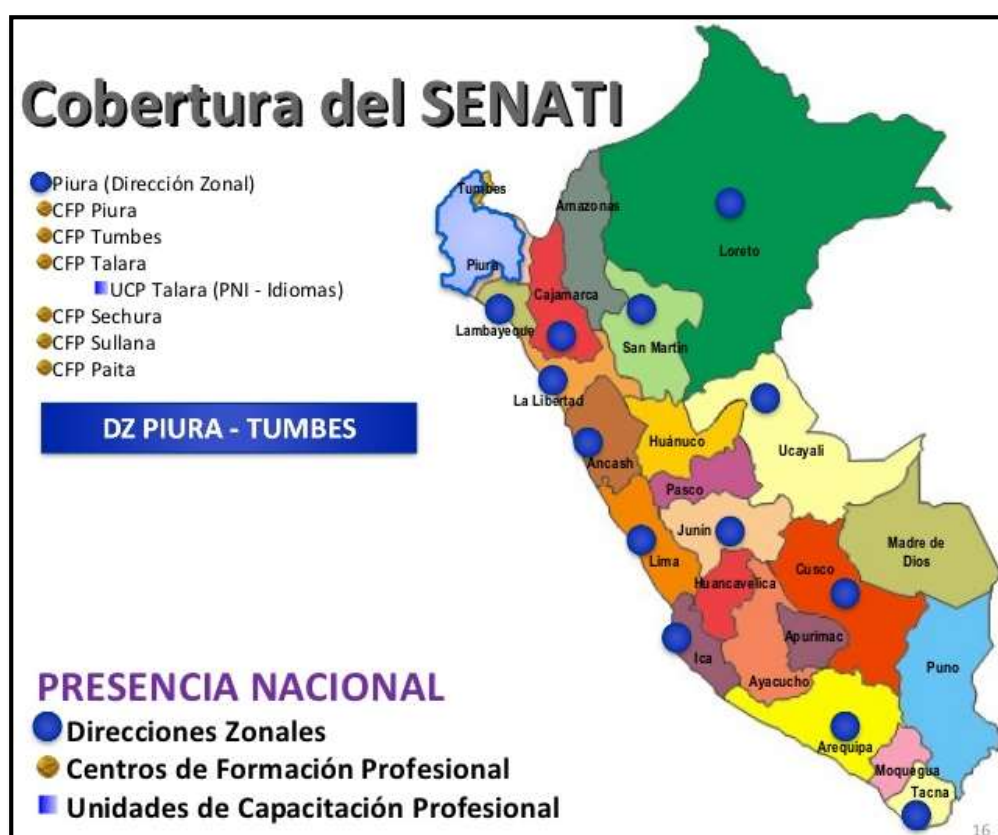 Cobertura del SENATI
Piura (Dirección Zonal)
CFP Piura
CFP Tumbes
CFP Talara
UCP Talara (PNI - Idiomas)
CFP Sechura
CFP Sullana
CFP Paita
DZ PIURA - TUMBES
Tumbes
Amazonas
Loreto
Piura
Cajamarca
Lambayeque
San Martin
La Libertad
Huánuco
Ucayali
Ancash
Pasco
Junín
Madre de
Dios
Lima
Cusco
Huancavelica
Apurimac
Ica
Puno
Ayacucho
Arequipa
Moquegua
Tacna
PRESENCIA NACIONAL
Direcciones Zonales
Centros de Formación Profesional
Unidades de Capacitación Profesional
16